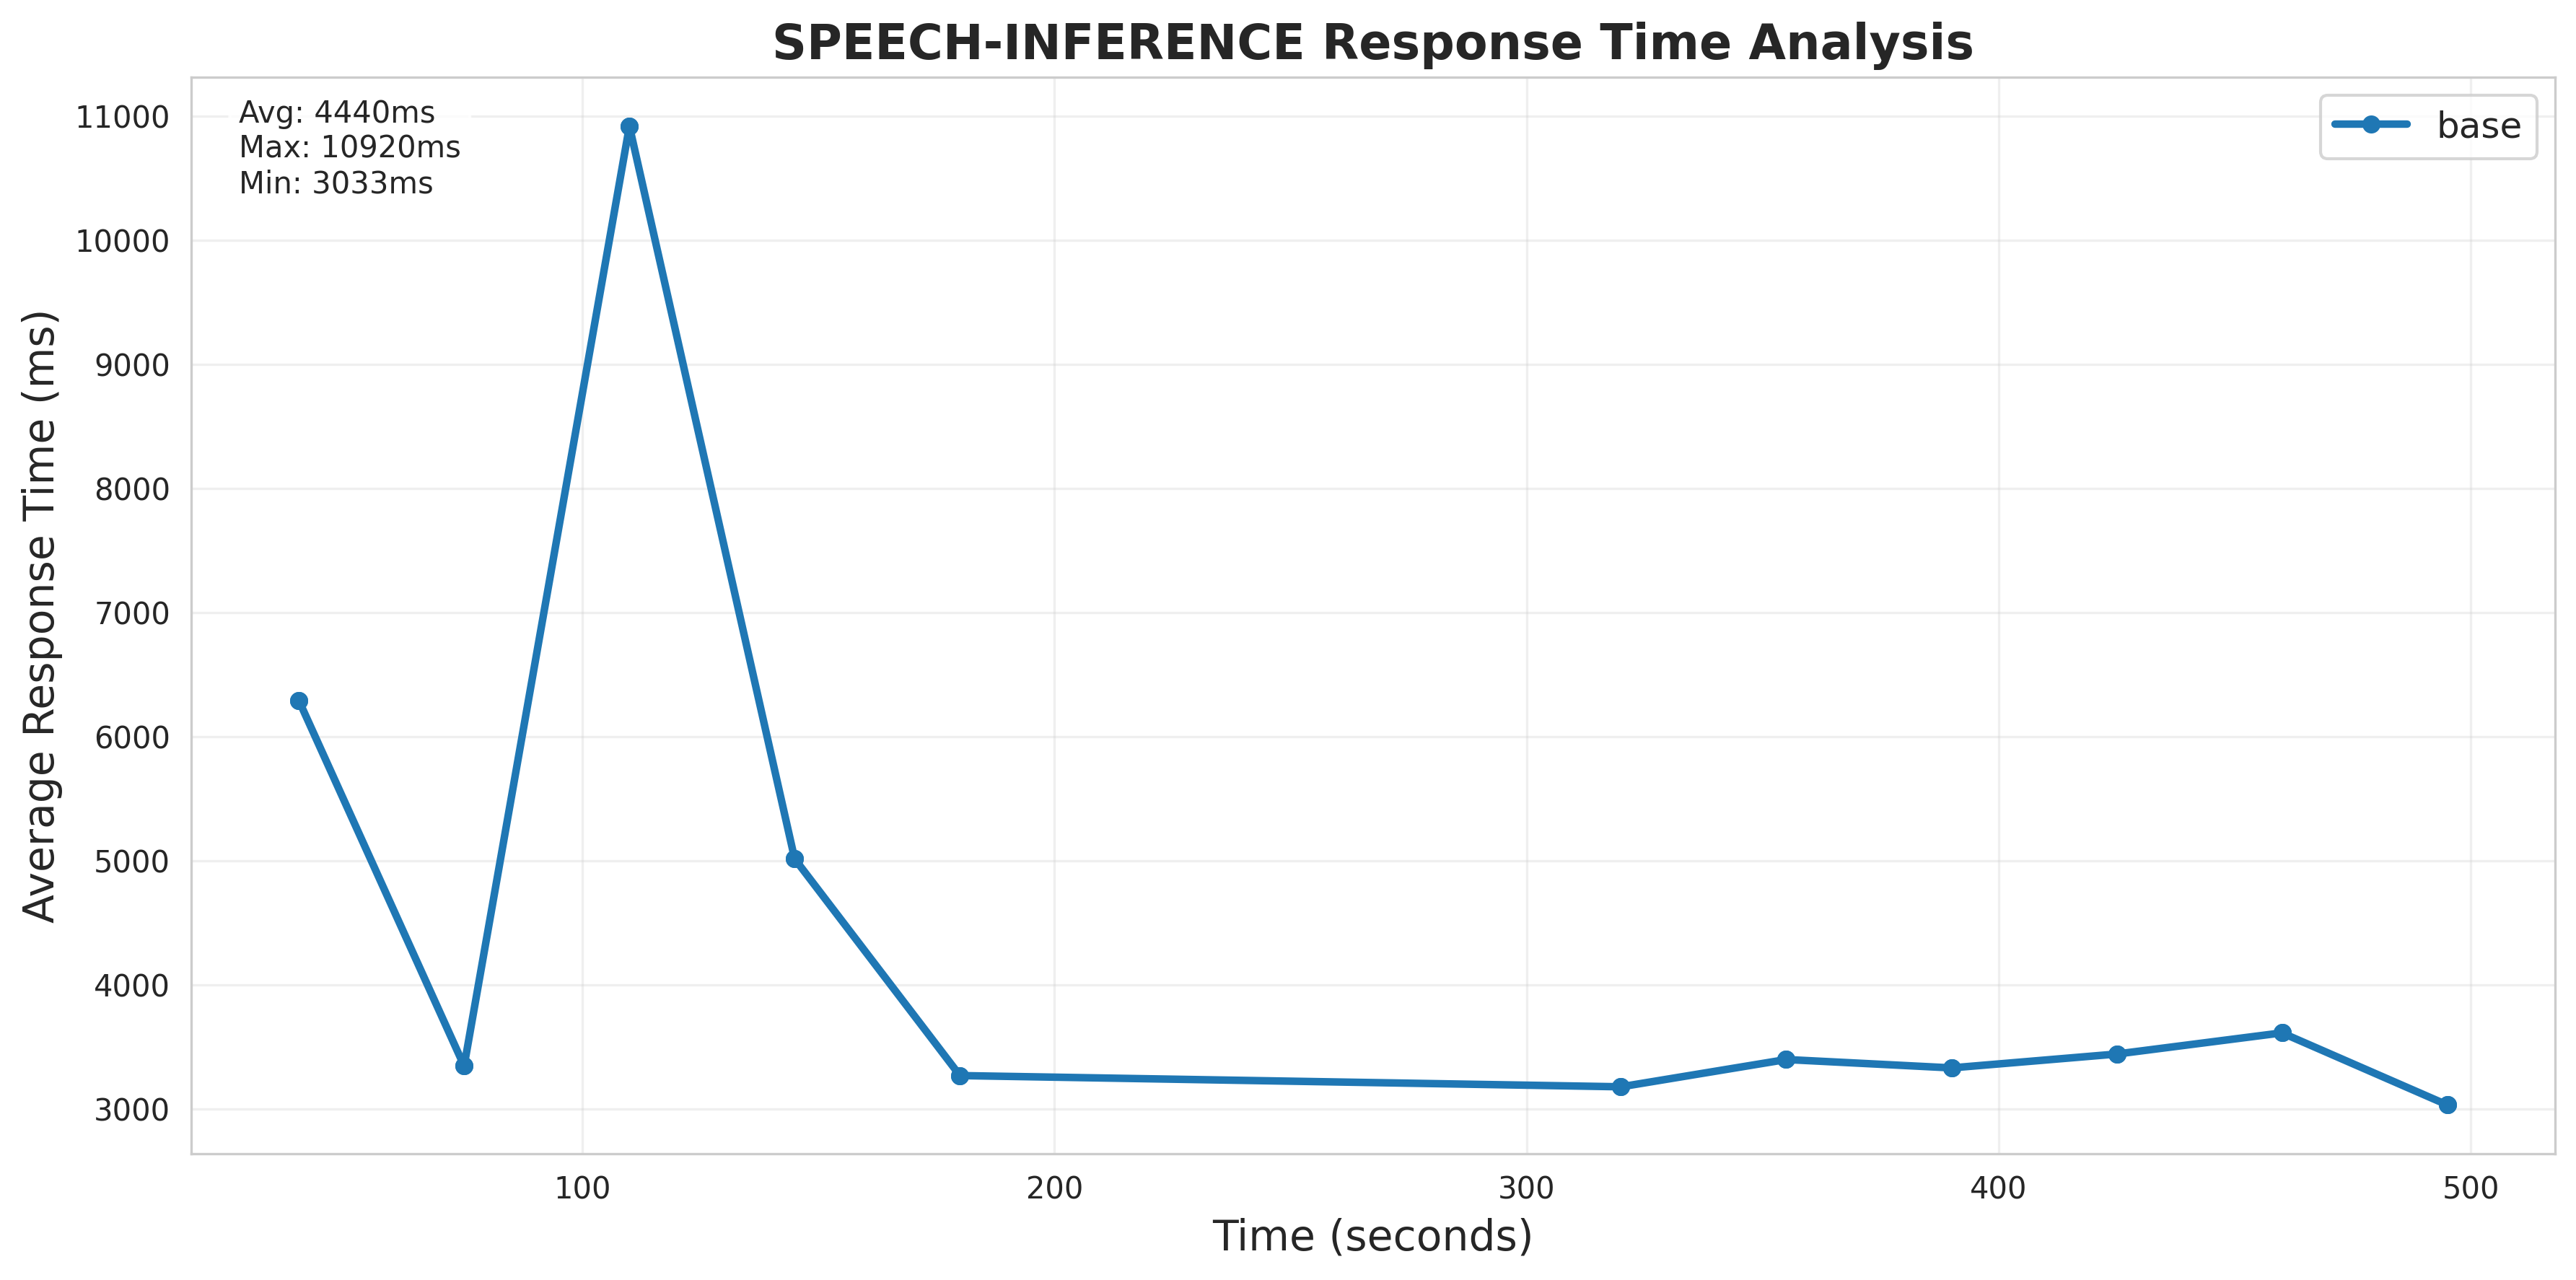 SPEECH-INFERENCE Response Time Analysis
Avg: 4440ms
Max: 10920ms
Min: 3033ms
base
11000
10000
9000
8000
7000
6000
5000
4000
3000
Average Response Time (ms)
100 200 300 400 500
Time (seconds)